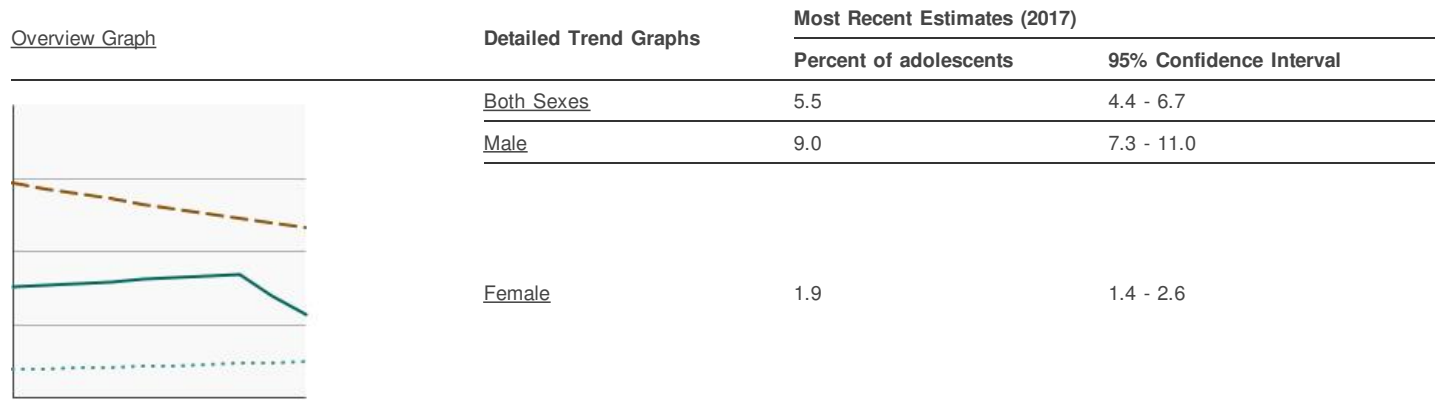 Most Recent Estimates (2017)
Overview Graph Detailed Trend Graphs
Percent of adolescents 95% Confidence Interval
Both Sexes 5.5 4.4 - 6.7
Male 9.0 7.3 - 11.0
Female 1.9 1.4 - 2.6